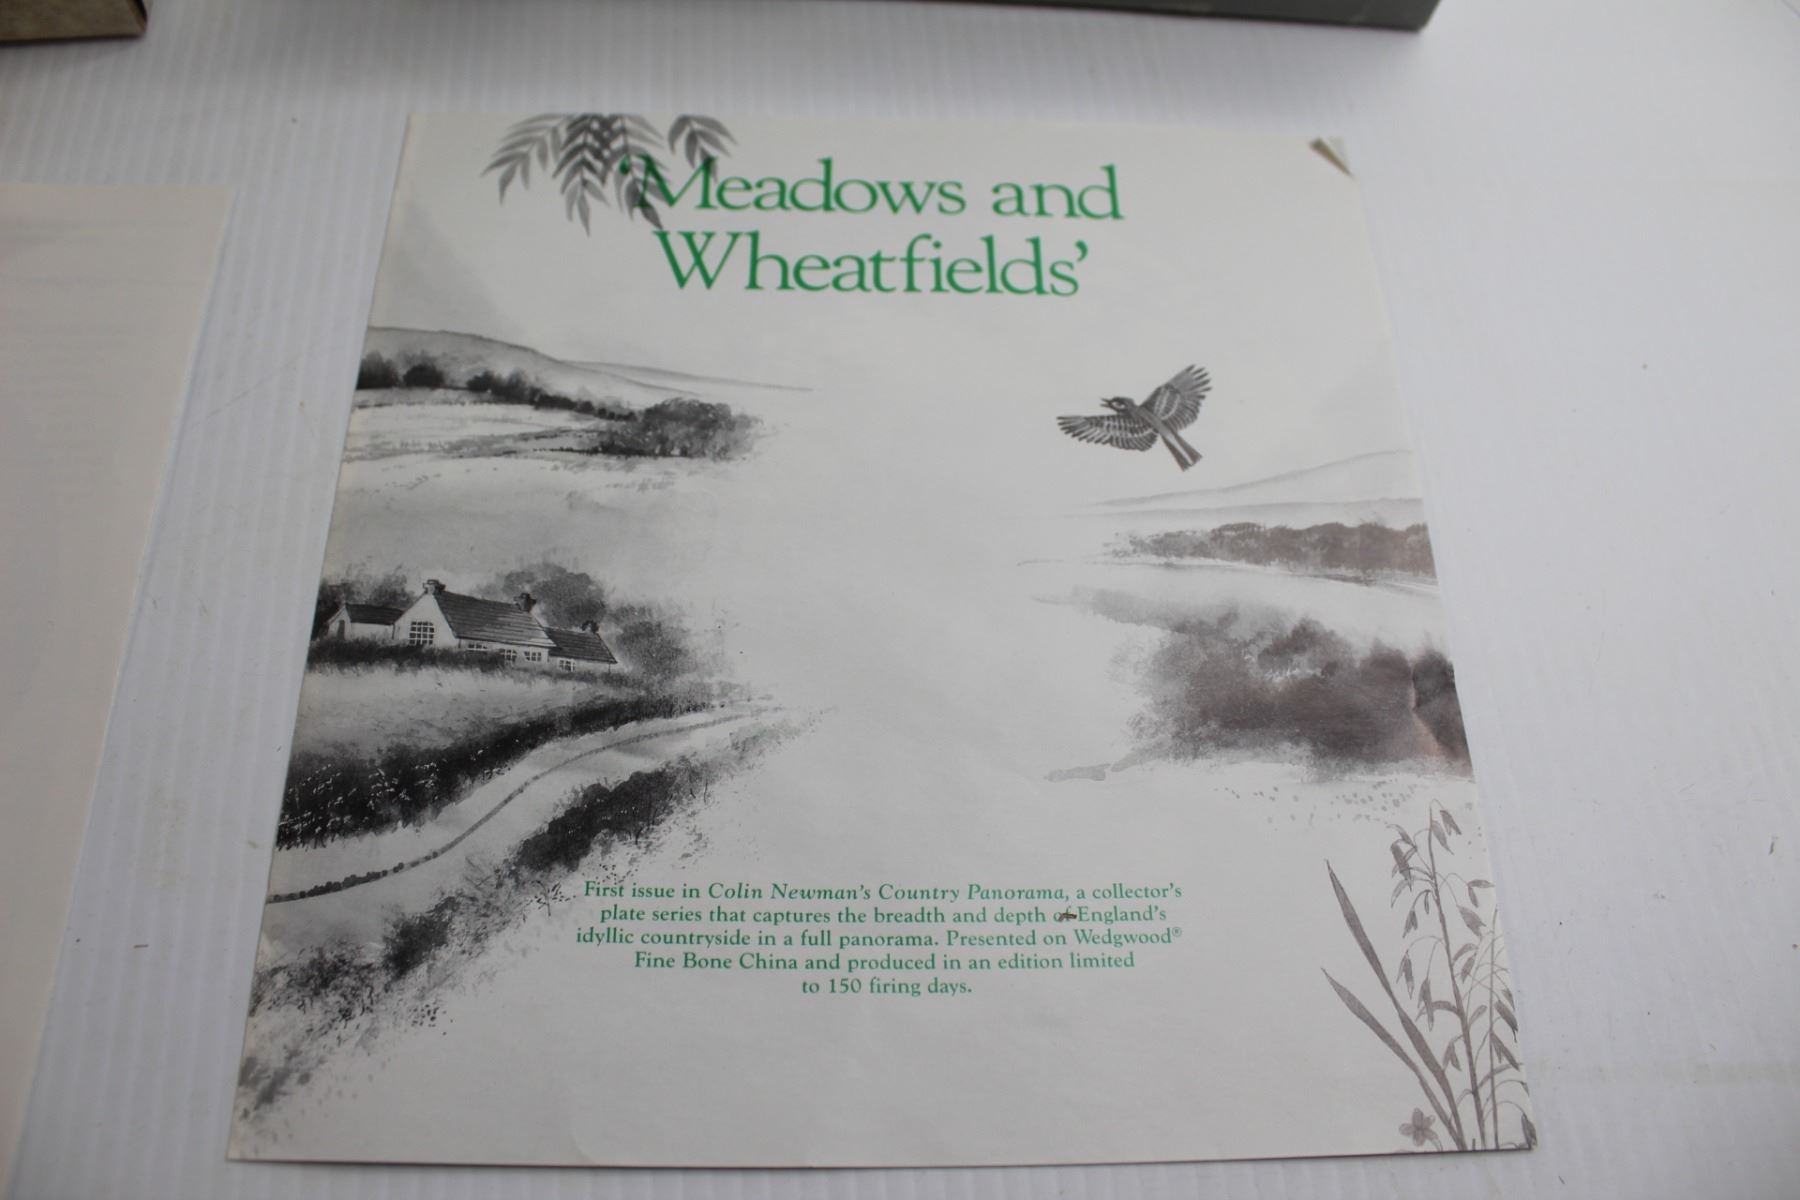 'Meadows and
Wheatfields'
First issue in Colin Newman's Country Panorama, a collector's
plate series that captures the breadth and depth of England's
idyllic countryside in a full panorama. Presented on Wedgwood®
Fine Bone China and produced in an edition limited
to 150 firing days.